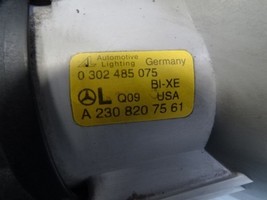 Automotive Lighting Germany
0 302 485 075
BI-XE
L Q09 USA
A 230 820 75 61